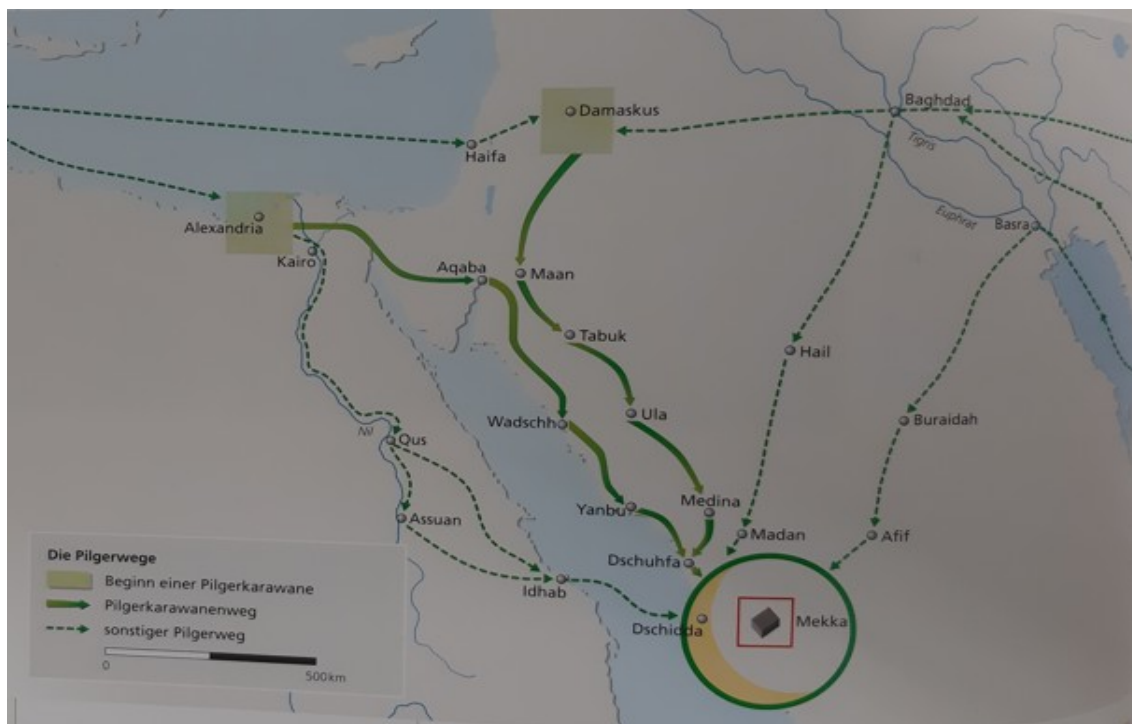 Damaskus
Baghdad
Haifa
Tigris
Euphrat
Basra
Alexandria
Kairo
Aqaba
Maan
Tabuk
Hail
Wadschh
Ula
Buraidah
Nil
Qus
Yanbu
Medina
Assuan
Madan
Afif
Dschuhfa
Idhab
Dschidda
Mekka
Die Pilgerwege
Beginn einer Pilgerkarawane
Pilgerkarawanenweg
sonstiger Pilgerweg
0
500km